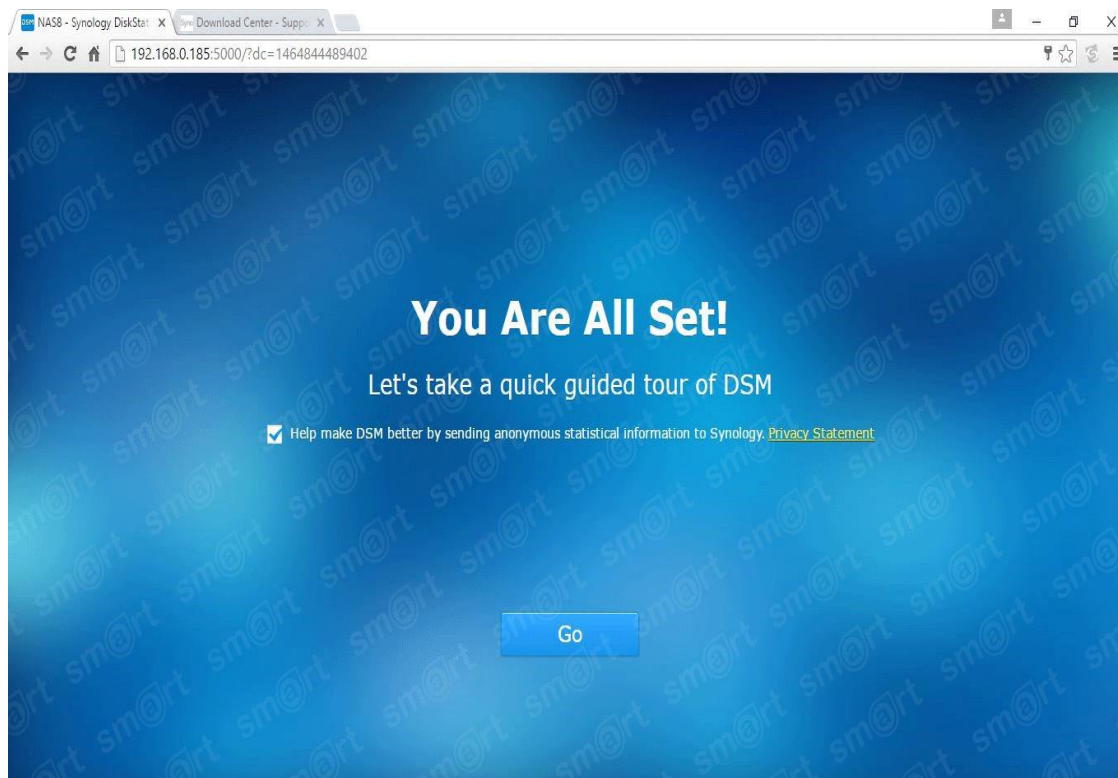 NAS8 - Synology DiskStat
Download Center - Suppo
192.168.0.185:5000/?dc=1464844489402
You Are All Set!
Let's take a quick guided tour of DSM
Help make DSM better by sending anonymous statistical information to Synology. Privacy Statement
Go
sm@rt